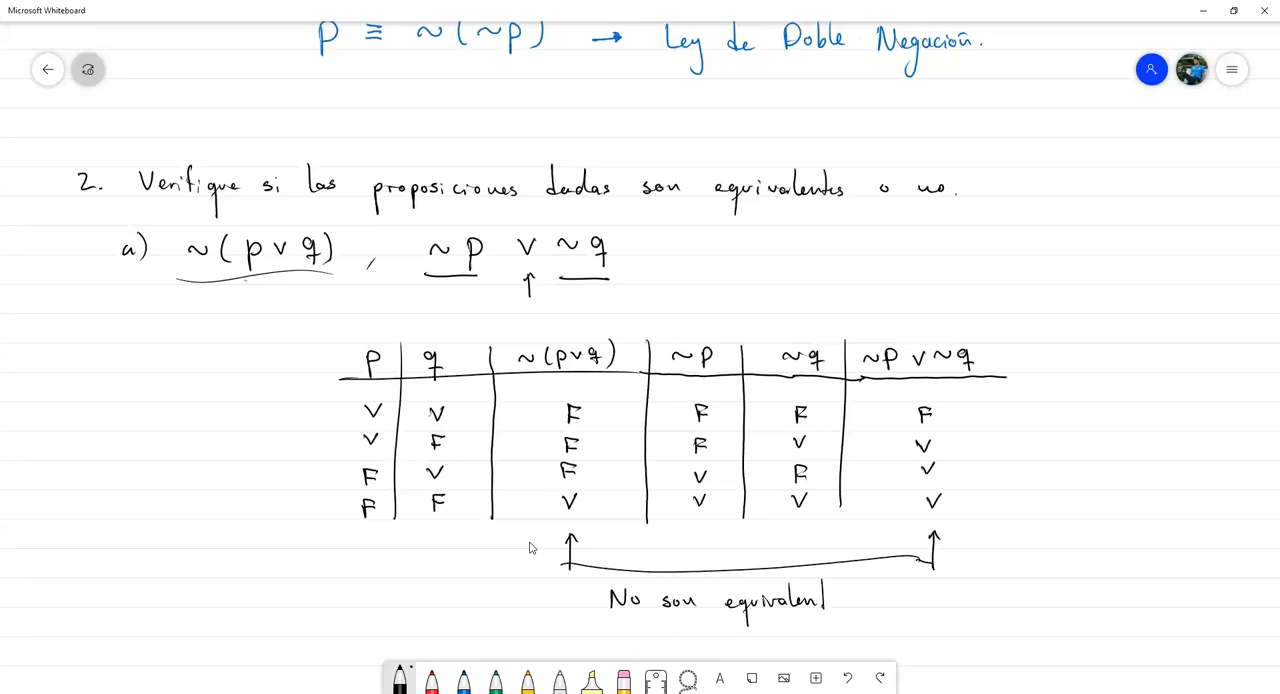 Microsoft Whiteboard
p ≡ ~(~p) → Ley de Doble Negación.
2. Verifique si las proposiciones dadas son equivalentes o no.
a) ~(p ∨ q) , ~p ∨ ~q
p q ~(p∨q) ~p ~q ~p ∨ ~q
V V F F F F
V F F F V V
F V F V F V
F F V V V V
No son equivalent
A